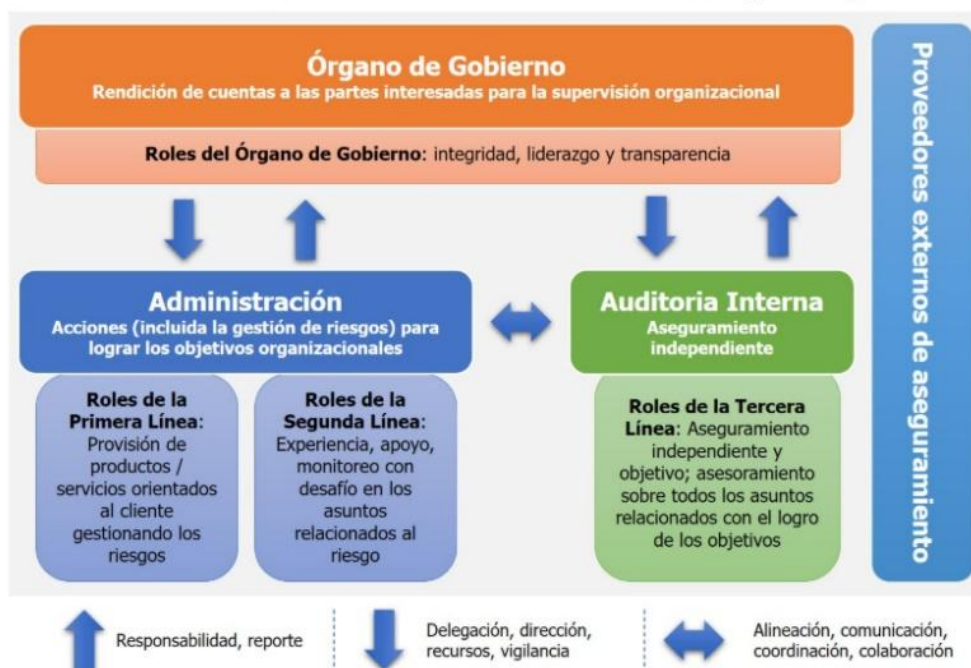 Órgano de Gobierno
Rendición de cuentas a las partes interesadas para la supervisión organizacional
Roles del Órgano de Gobierno: integridad, liderazgo y transparencia
Administración
Acciones (incluida la gestión de riesgos) para
lograr los objetivos organizacionales
Roles de la
Primera Línea:
Provisión de
productos /
servicios orientados
al cliente
gestionando los
riesgos
Roles de la
Segunda Línea:
Experiencia, apoyo,
monitoreo con
desafío en los
asuntos
relacionados al
riesgo
Auditoria Interna
Aseguramiento
independiente
Roles de la Tercera
Línea: Aseguramiento
independiente y
objetivo; asesoramiento
sobre todos los asuntos
relacionados con el logro
de los objetivos
Proveedores externos de aseguramiento
Responsabilidad, reporte
Delegación, dirección,
recursos, vigilancia
Alineación, comunicación,
coordinación, colaboración